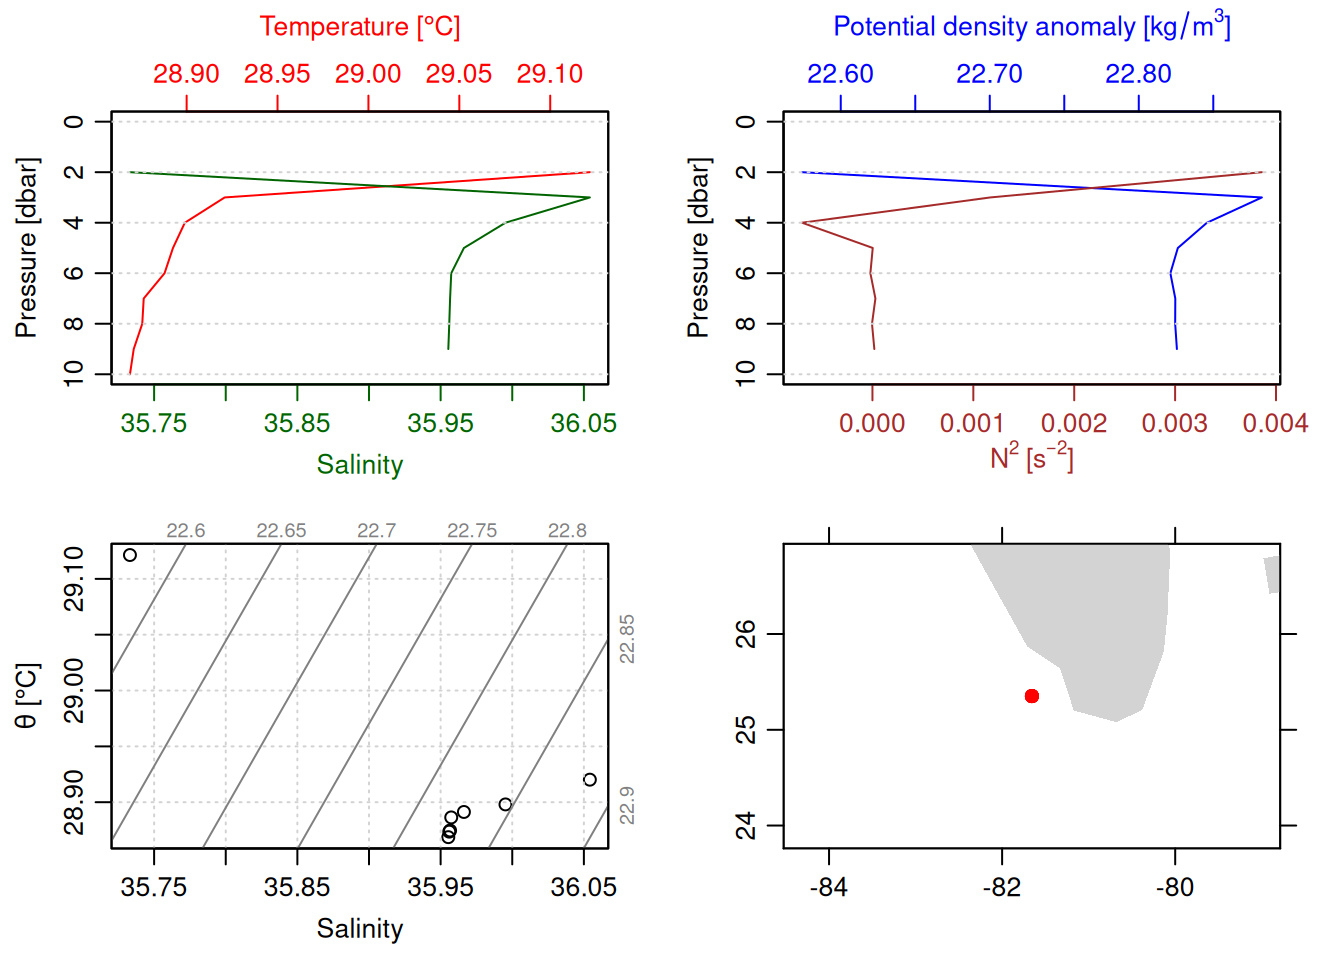 Temperature [°C]
28.90 28.95 29.00 29.05 29.10
Pressure [dbar]
0
2
4
6
8
10
35.75 35.85 35.95 36.05
Salinity
Potential density anomaly [kg/m³]
22.60 22.70 22.80
Pressure [dbar]
0
2
4
6
8
10
0.000 0.001 0.002 0.003 0.004
N² [s⁻²]
22.6 22.65 22.7 22.75 22.8
22.85
22.9
θ [°C]
29.10
29.00
28.90
35.75 35.85 35.95 36.05
Salinity
26
25
24
-84 -82 -80